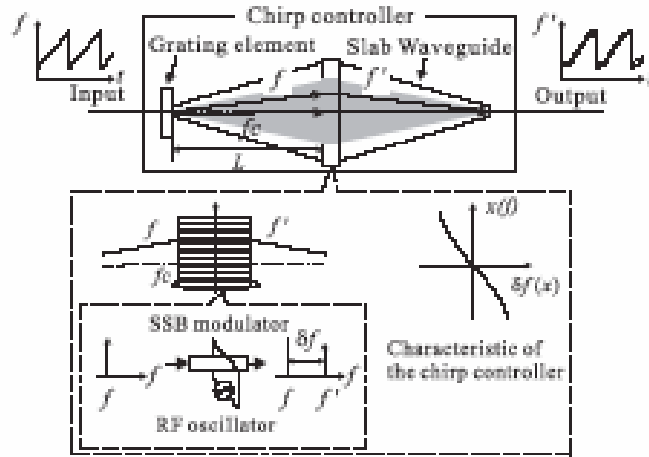 Chirp controller
f
f'
Grating element
Slab Waveguide
t
f
f'
Input
Output
fc
L
x(f)
f
f'
fc
δf(x)
SSB modulator
δf
f
f
f
f'
f
Characteristic of
the chirp controller
RF oscillator